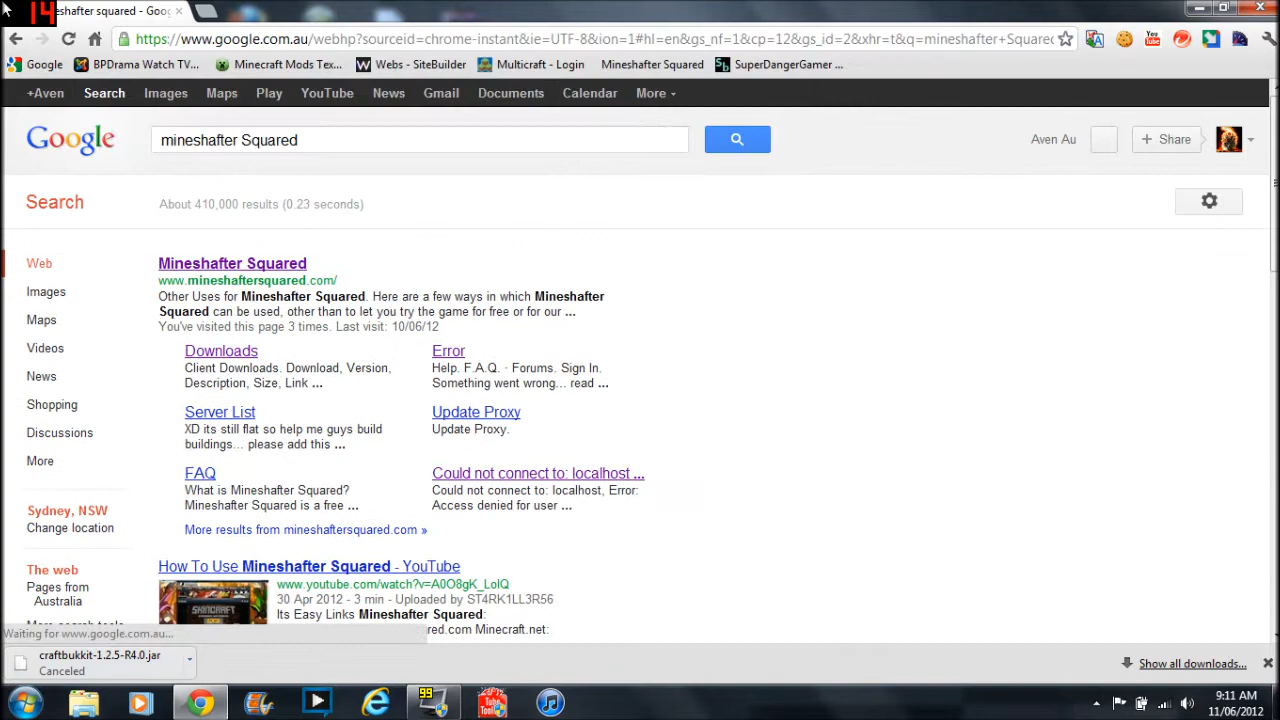 14
eshafter squared - Goo
https://www.google.com.au/webhp?sourceid=chrome-instant&ie=UTF-8&ion=1#hl=en&gs_nf=1&cp=12&gs_id=2&xhr=t&q=mineshafter+Squared
Google BPDrama Watch TV... Minecraft Mods Tex... Webs - SiteBuilder Multicraft - Login Mineshafter Squared SuperDangerGamer ...
+Aven Search Images Maps Play YouTube News Gmail Documents Calendar More
Google mineshafter Squared Aven Au + Share
Search About 410,000 results (0.23 seconds)
Web
Images
Maps
Videos
News
Shopping
Discussions
More
Sydney, NSW
Change location
The web
Pages from
Australia
More search tools
Mineshafter Squared
www.mineshaftersquared.com/
Other Uses for Mineshafter Squared. Here are a few ways in which Mineshafter
Squared can be used, other than to let you try the game for free or for our ...
You've visited this page 3 times. Last visit: 10/06/12
Downloads
Client Downloads. Download, Version,
Description, Size, Link ...
Error
Help. F.A.Q. · Forums. Sign In.
Something went wrong... read ...
Server List
XD its still flat so help me guys build
buildings... please add this ...
Update Proxy
Update Proxy.
FAQ
What is Mineshafter Squared?
Mineshafter Squared is a free ...
Could not connect to: localhost ...
Could not connect to: localhost, Error:
Access denied for user ...
More results from mineshaftersquared.com »
How To Use Mineshafter Squared - YouTube
www.youtube.com/watch?v=A0O8gK_LolQ
30 Apr 2012 - 3 min - Uploaded by ST4RK1LL3R56
Its Easy Links Mineshafter Squared:
ared.com Minecraft.net:
SKINCRAFT
Waiting for www.google.com.au...
craftbukkit-1.2.5-R4.0.jar
Canceled
Show all downloads...
99
9:11 AM
11/06/2012